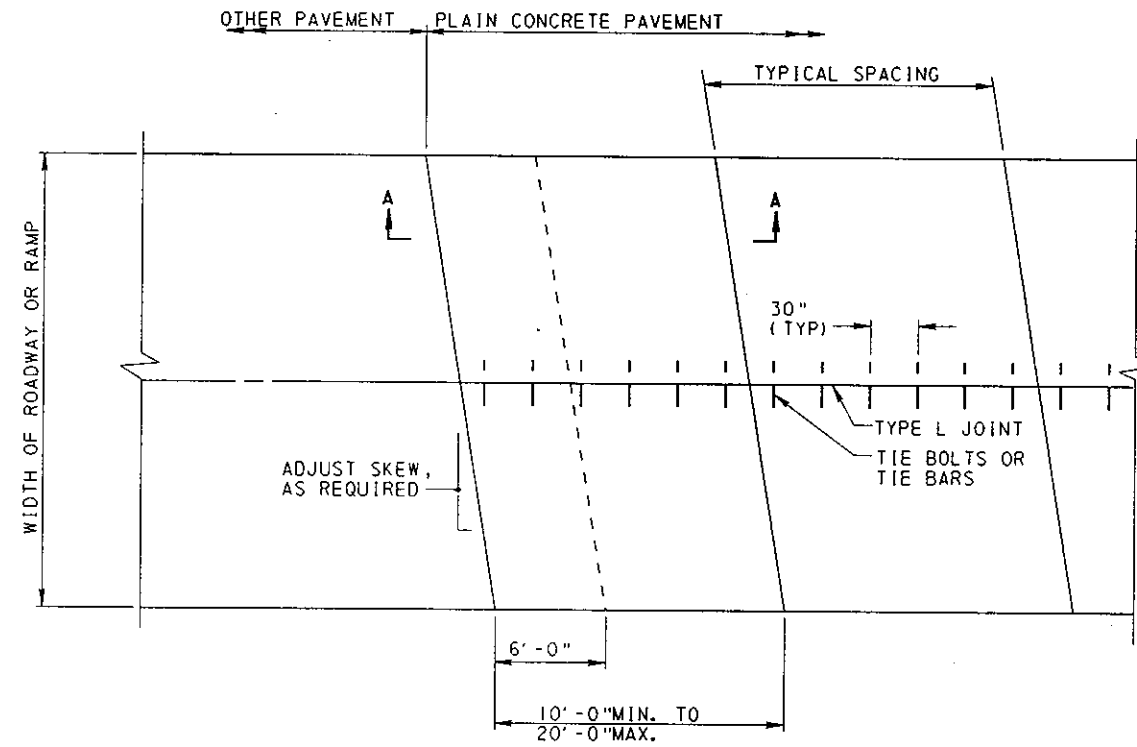 OTHER PAVEMENT
PLAIN CONCRETE PAVEMENT
TYPICAL SPACING
WIDTH OF ROADWAY OR RAMP
A
A
30"
(TYP)
TYPE L JOINT
TIE BOLTS OR
TIE BARS
ADJUST SKEW,
AS REQUIRED
6'-0"
10'-0"MIN. TO
20'-0"MAX.